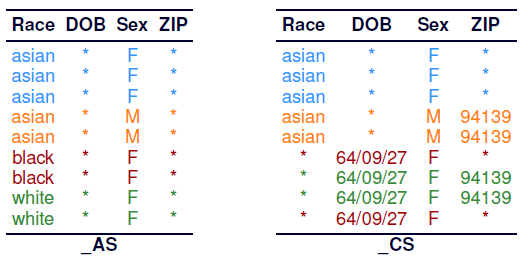 Race DOB Sex ZIP Race DOB Sex ZIP
asian * F * asian * F *
asian * F * asian * F *
asian * F * asian * F *
asian * M * asian * M 94139
asian * M * asian * M 94139
black * F * * 64/09/27 F *
black * F * * 64/09/27 F 94139
white * F * * 64/09/27 F 94139
white * F * * 64/09/27 F *
_AS _CS